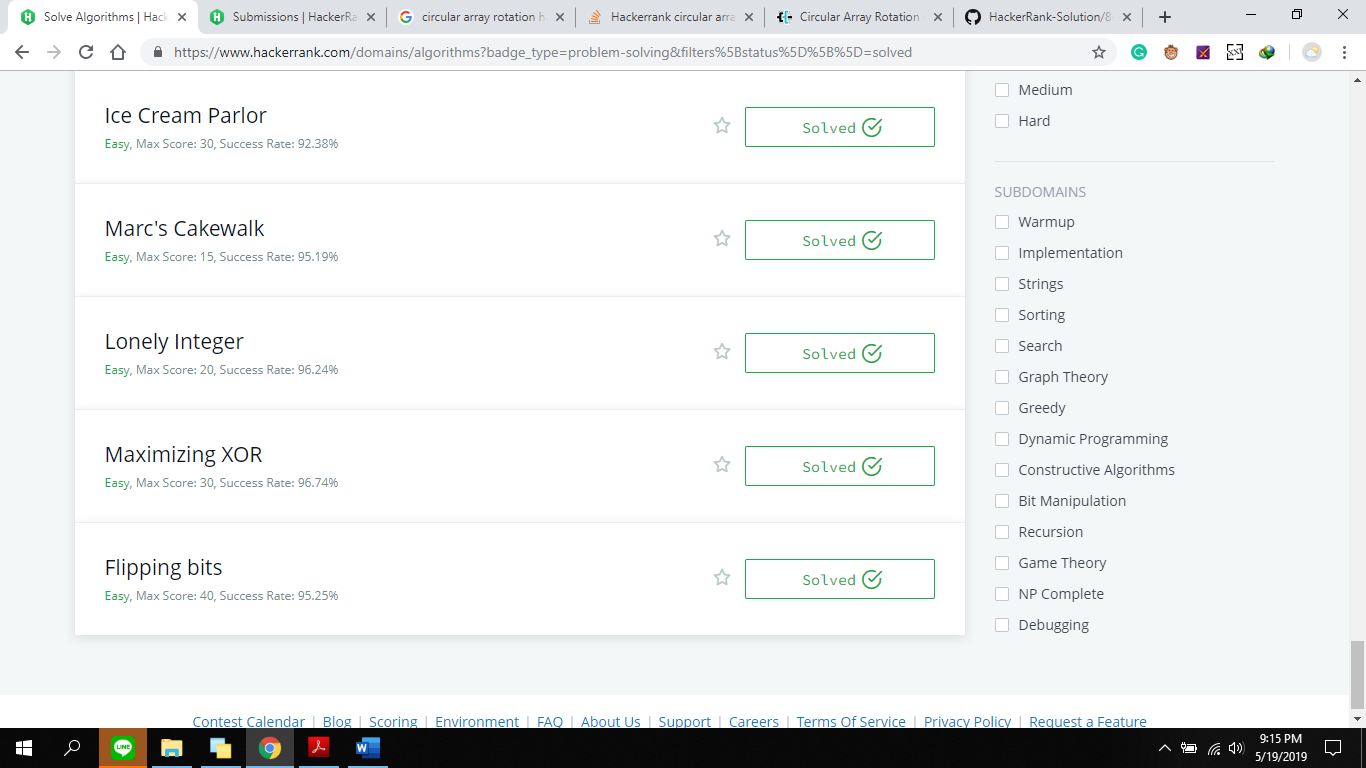 Solve Algorithms | Hack
Submissions | HackerRa
circular array rotation h
Hackerrank circular arra
Circular Array Rotation
HackerRank-Solution/8
https://www.hackerrank.com/domains/algorithms?badge_type=problem-solving&filters%5Bstatus%5D%5B%5D=solved
Ice Cream Parlor
Easy, Max Score: 30, Success Rate: 92.38%
Solved
Marc's Cakewalk
Easy, Max Score: 15, Success Rate: 95.19%
Solved
Lonely Integer
Easy, Max Score: 20, Success Rate: 96.24%
Solved
Maximizing XOR
Easy, Max Score: 30, Success Rate: 96.74%
Solved
Flipping bits
Easy, Max Score: 40, Success Rate: 95.25%
Solved
Medium
Hard
SUBDOMAINS
Warmup
Implementation
Strings
Sorting
Search
Graph Theory
Greedy
Dynamic Programming
Constructive Algorithms
Bit Manipulation
Recursion
Game Theory
NP Complete
Debugging
Contest Calendar | Blog | Scoring | Environment | FAQ | About Us | Support | Careers | Terms Of Service | Privacy Policy | Request a Feature
LINE
9:15 PM
5/19/2019